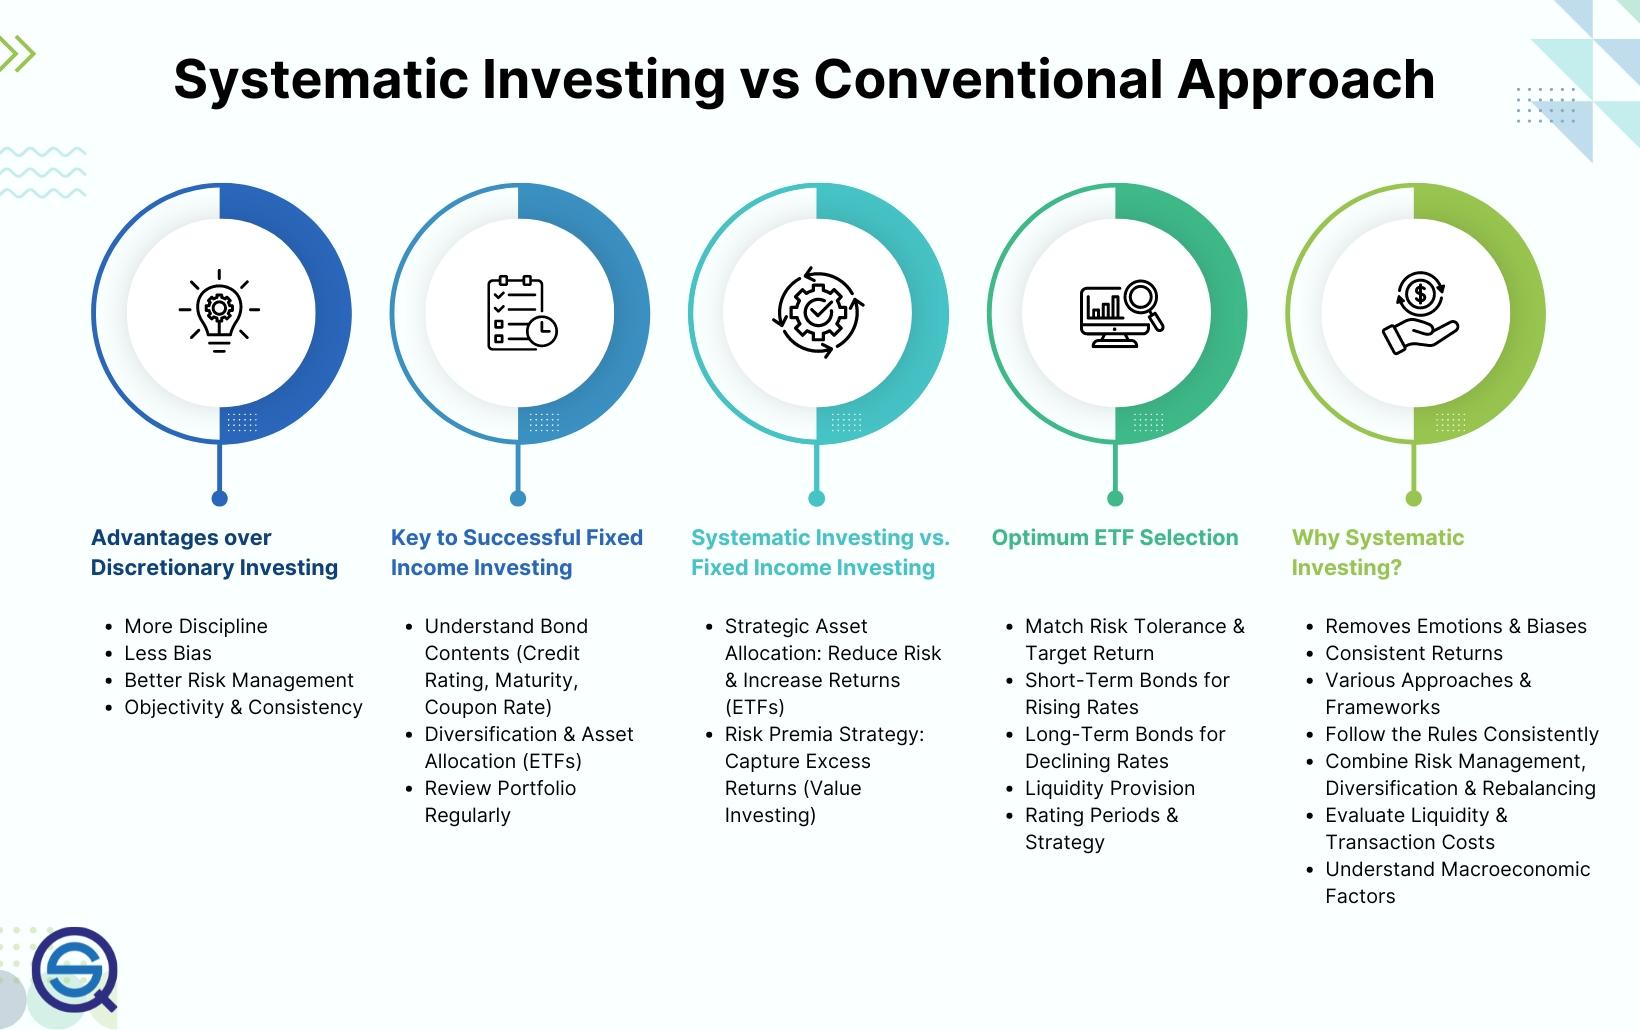 Systematic Investing vs Conventional Approach
Advantages over
Discretionary Investing
• More Discipline
• Less Bias
• Better Risk Management
• Objectivity & Consistency
Key to Successful Fixed
Income Investing
• Understand Bond
Contents (Credit
Rating, Maturity,
Coupon Rate)
• Diversification & Asset
Allocation (ETFs)
• Review Portfolio
Regularly
Systematic Investing vs.
Fixed Income Investing
• Strategic Asset
Allocation: Reduce Risk
& Increase Returns
(ETFs)
• Risk Premia Strategy:
Capture Excess
Returns (Value
Investing)
Optimum ETF Selection
• Match Risk Tolerance &
Target Return
• Short-Term Bonds for
Rising Rates
• Long-Term Bonds for
Declining Rates
• Liquidity Provision
• Rating Periods &
Strategy
Why Systematic
Investing?
• Removes Emotions & Biases
• Consistent Returns
• Various Approaches &
Frameworks
• Follow the Rules Consistently
• Combine Risk Management,
Diversification & Rebalancing
• Evaluate Liquidity &
Transaction Costs
• Understand Macroeconomic
Factors